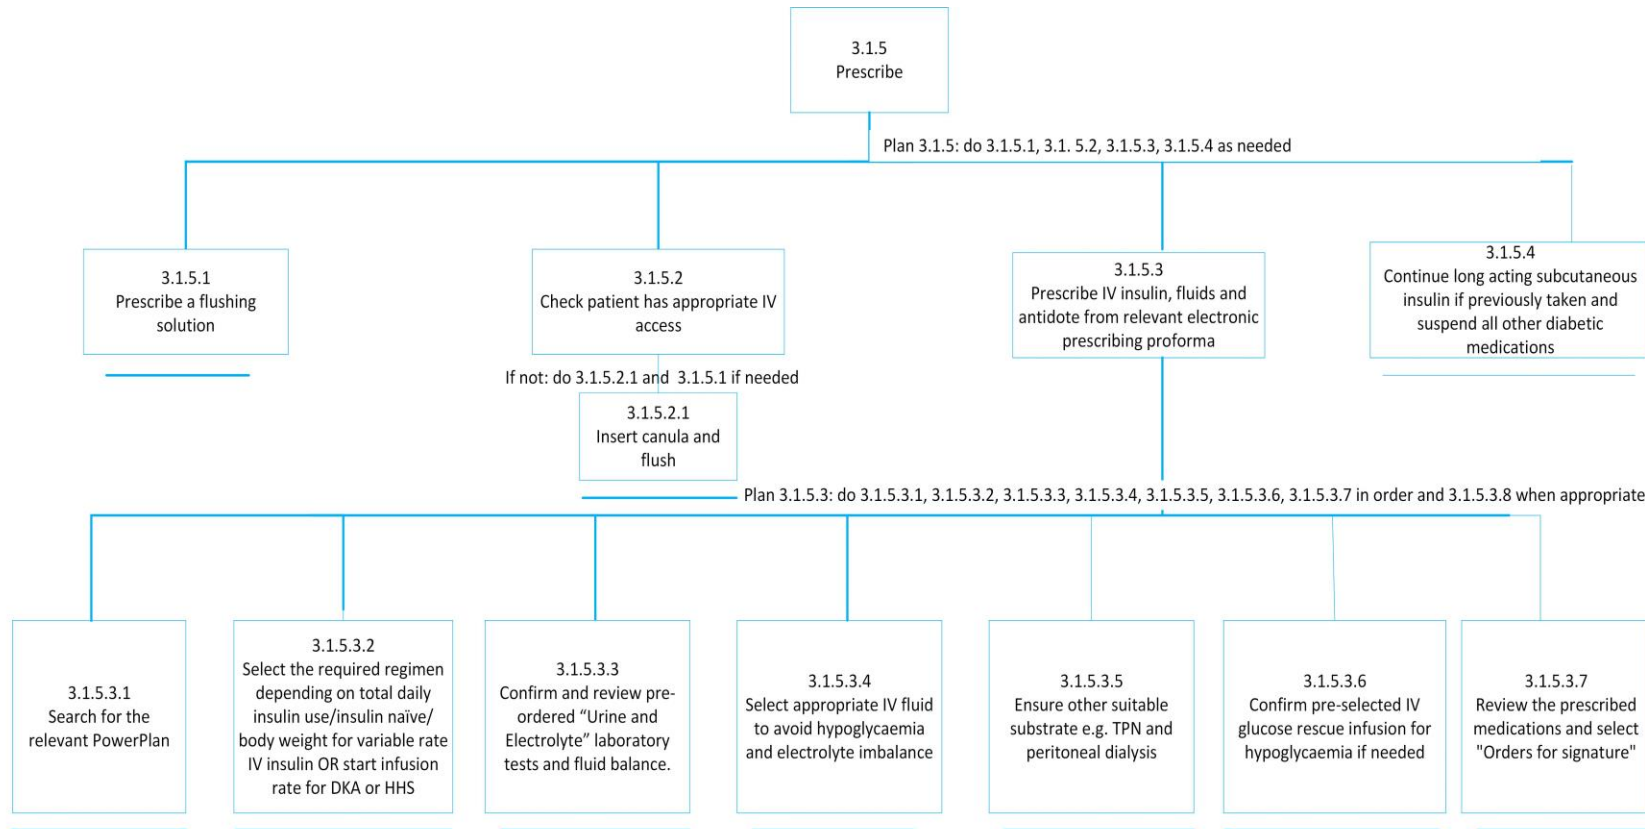 3.1.5
Prescribe
Plan 3.1.5: do 3.1.5.1, 3.1. 5.2, 3.1.5.3, 3.1.5.4 as needed
3.1.5.1
Prescribe a flushing
solution
3.1.5.2
Check patient has appropriate IV
access
3.1.5.3
Prescribe IV insulin, fluids and
antidote from relevant electronic
prescribing proforma
3.1.5.4
Continue long acting subcutaneous
insulin if previously taken and
suspend all other diabetic
medications
If not: do 3.1.5.2.1 and 3.1.5.1 if needed
3.1.5.2.1
Insert canula and
flush
Plan 3.1.5.3: do 3.1.5.3.1, 3.1.5.3.2, 3.1.5.3.3, 3.1.5.3.4, 3.1.5.3.5, 3.1.5.3.6, 3.1.5.3.7 in order and 3.1.5.3.8 when appropriate
3.1.5.3.1
Search for the
relevant PowerPlan
3.1.5.3.2
Select the required regimen
depending on total daily
insulin use/insulin naïve/
body weight for variable rate
IV insulin OR start infusion
rate for DKA or HHS
3.1.5.3.3
Confirm and review pre-
ordered “Urine and
Electrolyte” laboratory
tests and fluid balance.
3.1.5.3.4
Select appropriate IV fluid
to avoid hypoglycaemia
and electrolyte imbalance
3.1.5.3.5
Ensure other suitable
substrate e.g. TPN and
peritoneal dialysis
3.1.5.3.6
Confirm pre-selected IV
glucose rescue infusion for
hypoglycaemia if needed
3.1.5.3.7
Review the prescribed
medications and select
"Orders for signature"